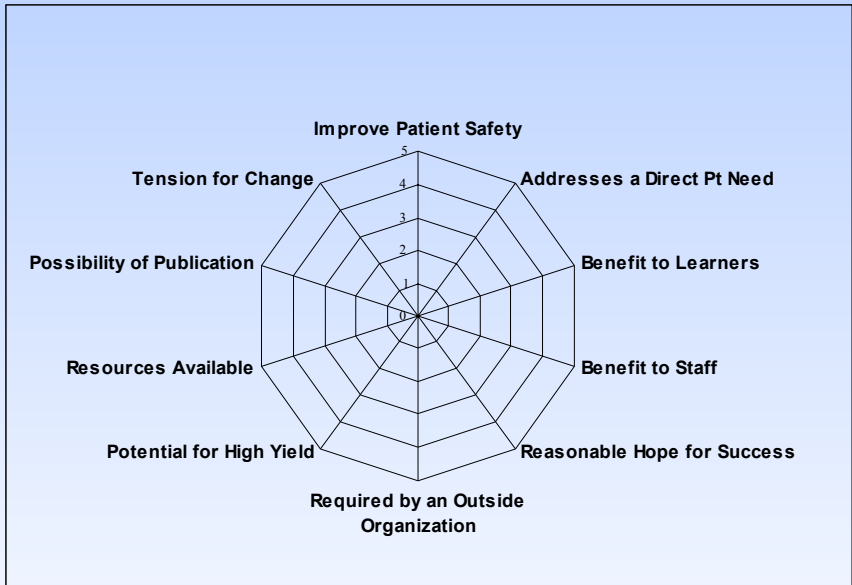 Improve Patient Safety
5
Tension for Change
Addresses a Direct Pt Need
4
3
Possibility of Publication
Benefit to Learners
2
1
0
Resources Available
Benefit to Staff
Potential for High Yield
Reasonable Hope for Success
Required by an Outside
Organization